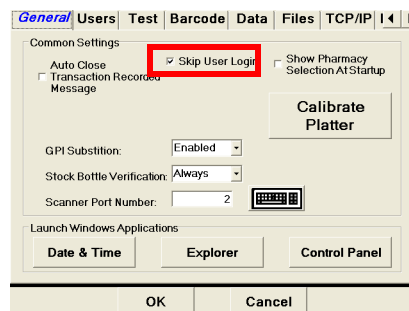 General Users Test Barcode Data Files TCP/IP
Common Settings
Auto Close
Transaction Recorded
Message
Skip User Login
Show Pharmacy
Selection At Startup
Calibrate
Platter
GPI Substition: Enabled
Stock Bottle Verification: Always
Scanner Port Number: 2
Launch Windows Applications
Date & Time Explorer Control Panel
OK Cancel